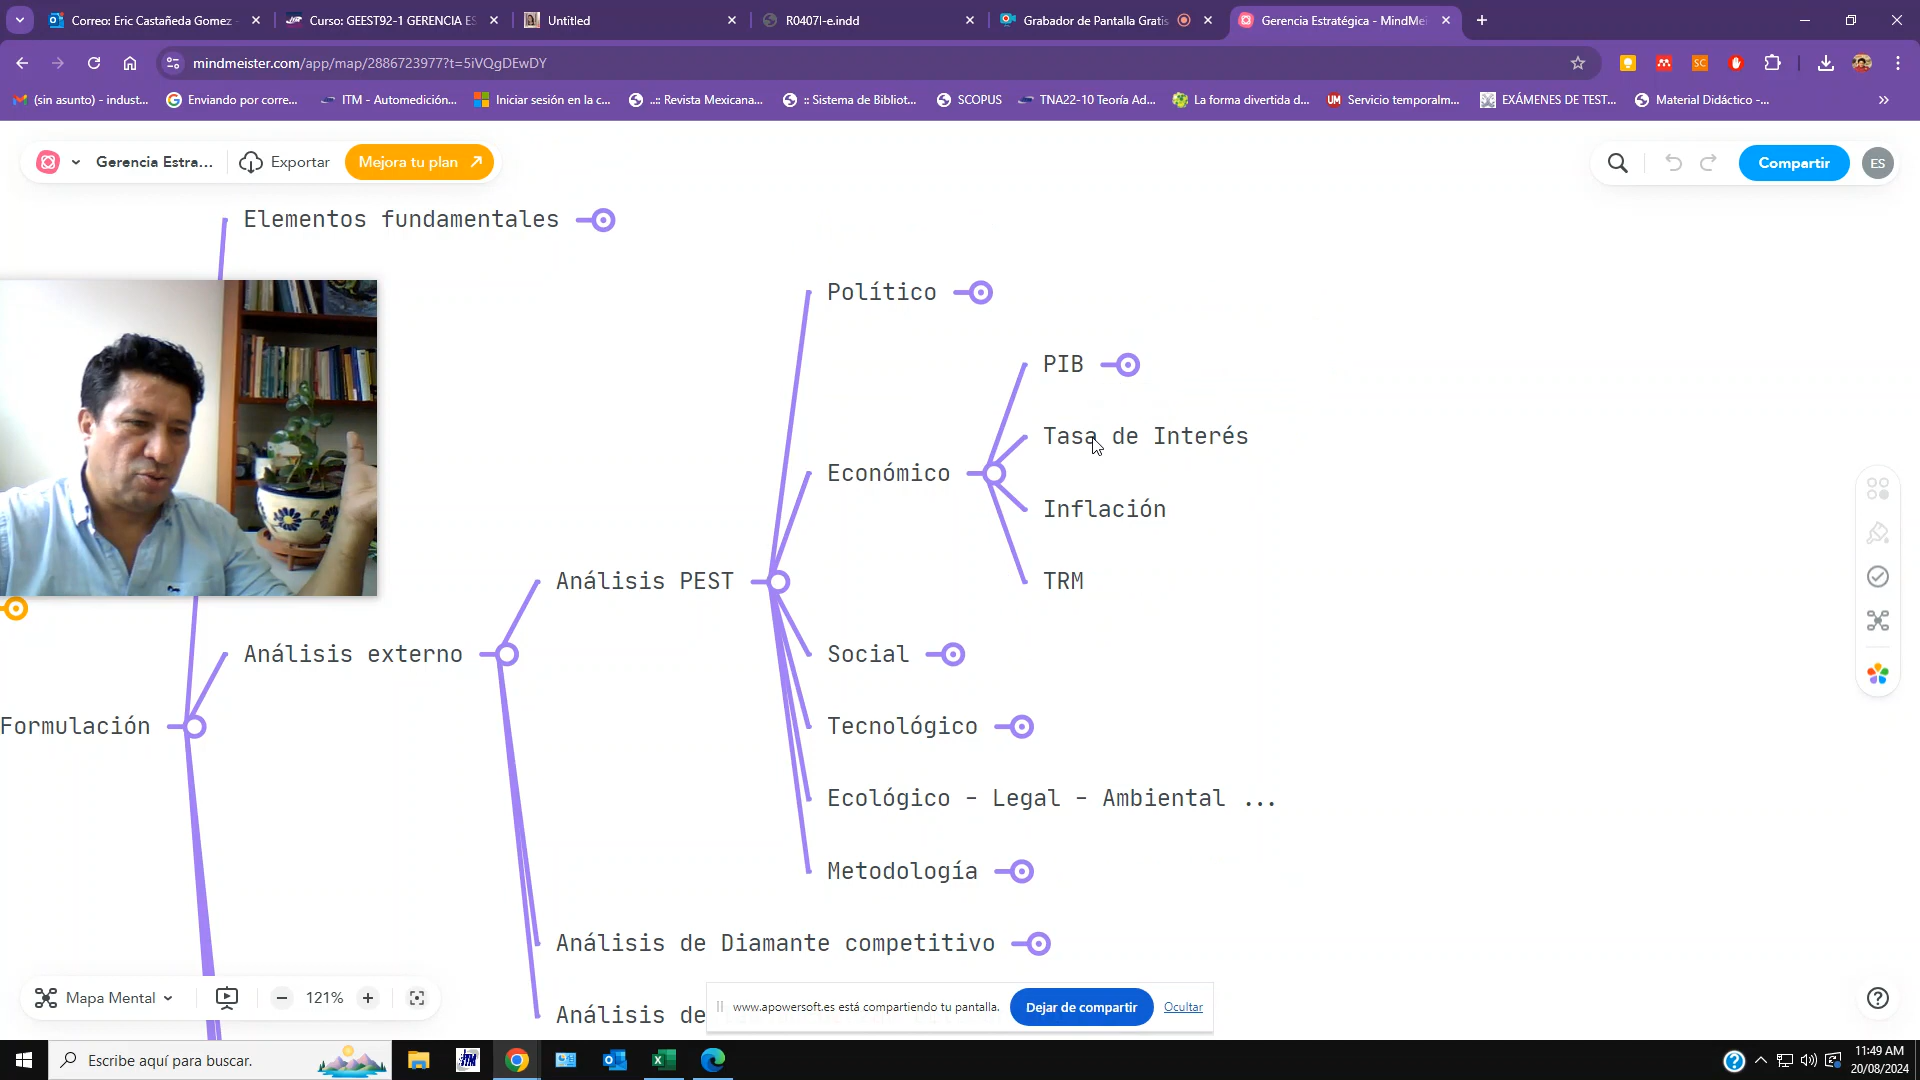 Correo: Eric Castañeda Gomez -
Curso: GEEST92-1 GERENCIA ES
Untitled
R0407I-e.indd
Grabador de Pantalla Gratis
Gerencia Estratégica - MindMei
mindmeister.com/app/map/2886723977?t=5iVQgDEwDY
(sin asunto) - indust...
Enviando por corre...
ITM - Automedición...
Iniciar sesión en la c...
..:: Revista Mexicana...
:: Sistema de Bibliot...
SCOPUS
TNA22-10 Teoría Ad...
La forma divertida d...
Servicio temporalm...
EXÁMENES DE TEST...
Material Didáctico -...
Gerencia Estra...
Exportar
Mejora tu plan
Compartir
ES
Elementos fundamentales
Político
PIB
Tasa de Interés
Económico
Inflación
Análisis PEST
TRM
Análisis externo
Social
Formulación
Tecnológico
Ecológico - Legal - Ambiental ...
Metodología
Análisis de Diamante competitivo
Análisis de
Mapa Mental
121%
www.apowersoft.es está compartiendo tu pantalla.
Dejar de compartir
Ocultar
Escribe aquí para buscar.
11:49 AM
20/08/2024